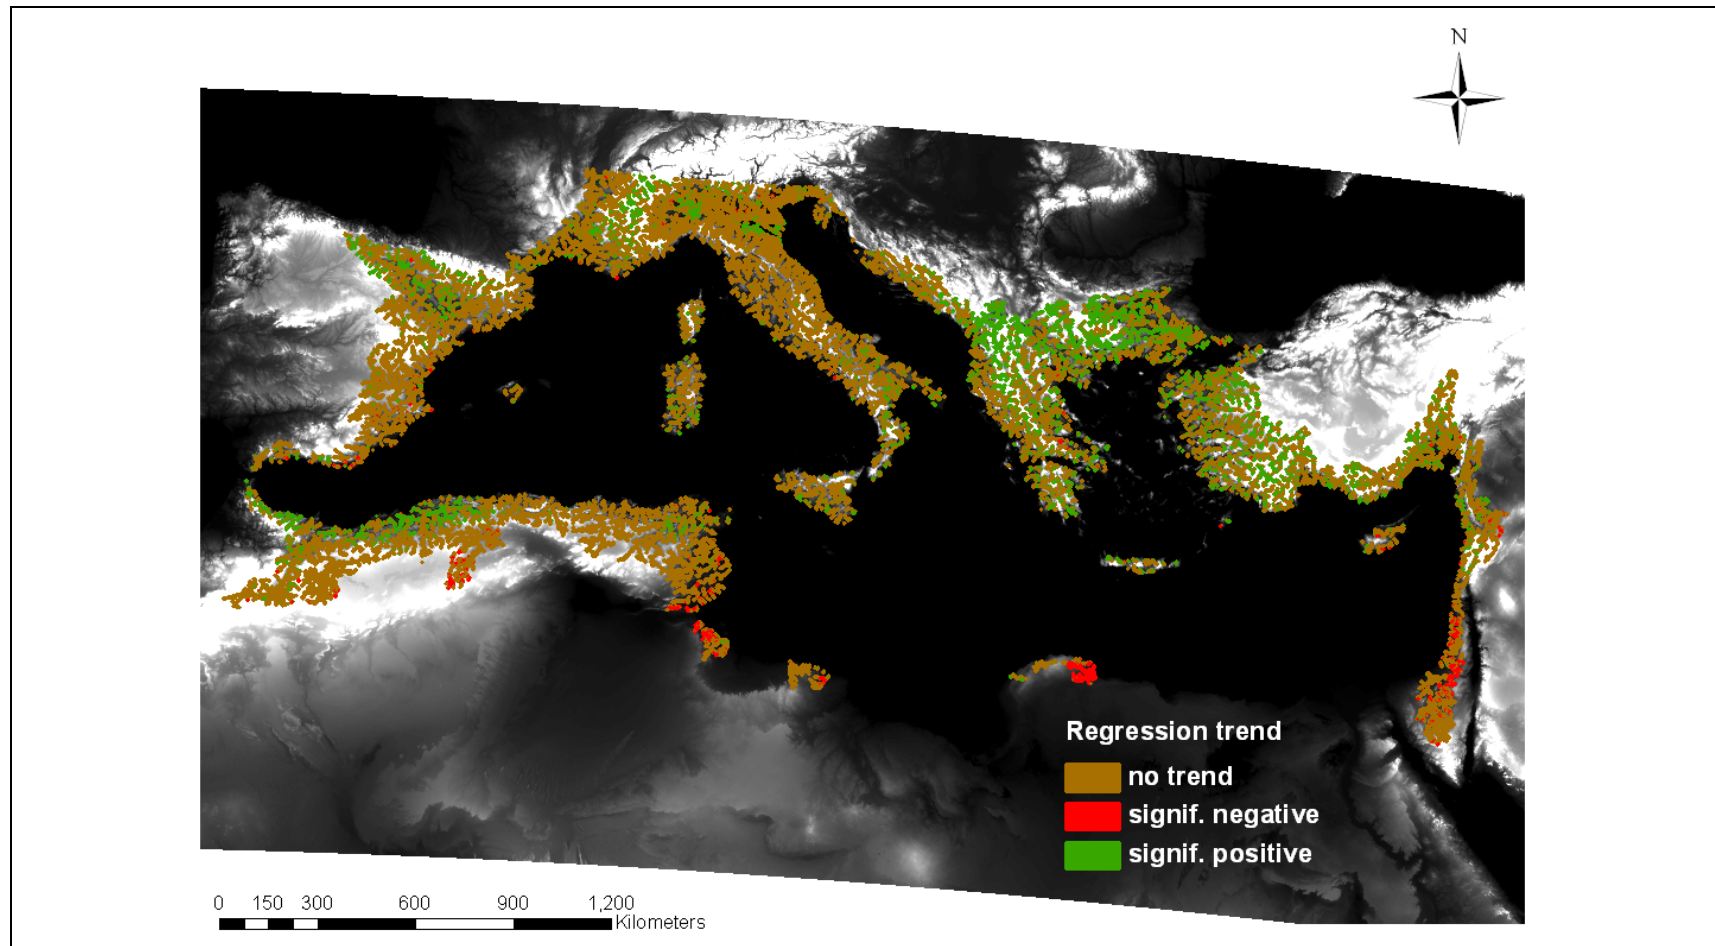 N
Regression trend
no trend
signif. negative
signif. positive
0 150 300 600 900 1,200
Kilometers